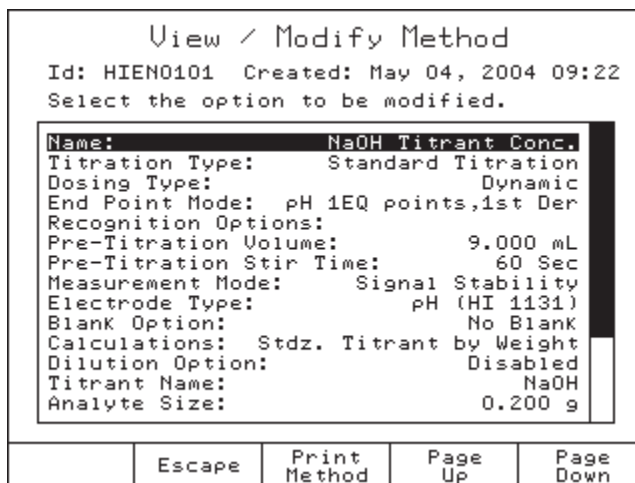 View / Modify Method
Id: HIEN0101 Created: May 04, 2004 09:22
Select the option to be modified.
Name: NaOH Titrant Conc.
Titration Type: Standard Titration
Dosing Type: Dynamic
End Point Mode: pH 1EQ points,1st Der
Recognition Options:
Pre-Titration Volume: 9.000 mL
Pre-Titration Stir Time: 60 Sec
Measurement Mode: Signal Stability
Electrode Type: pH (HI 1131)
Blank Option: No Blank
Calculations: Stdz. Titrant by Weight
Dilution Option: Disabled
Titrant Name: NaOH
Analyte Size: 0.200 g
Escape
Print Method
Page Up
Page Down